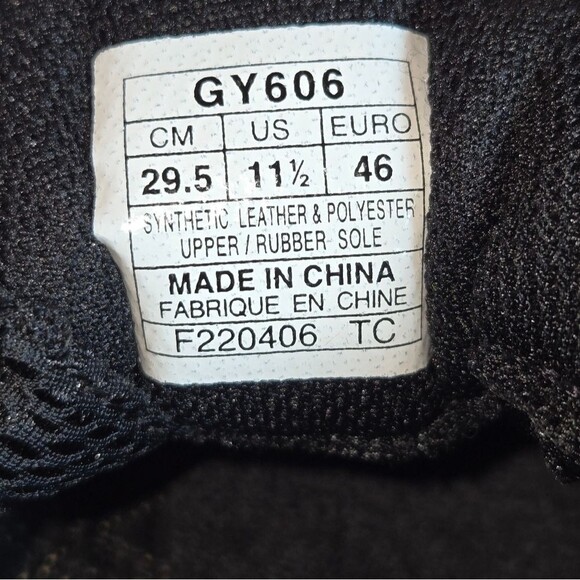 GY606
CM US EURO
29.5 11½ 46
SYNTHETIC LEATHER & POLYESTER
UPPER / RUBBER SOLE
MADE IN CHINA
FABRIQUE EN CHINE
F220406 TC